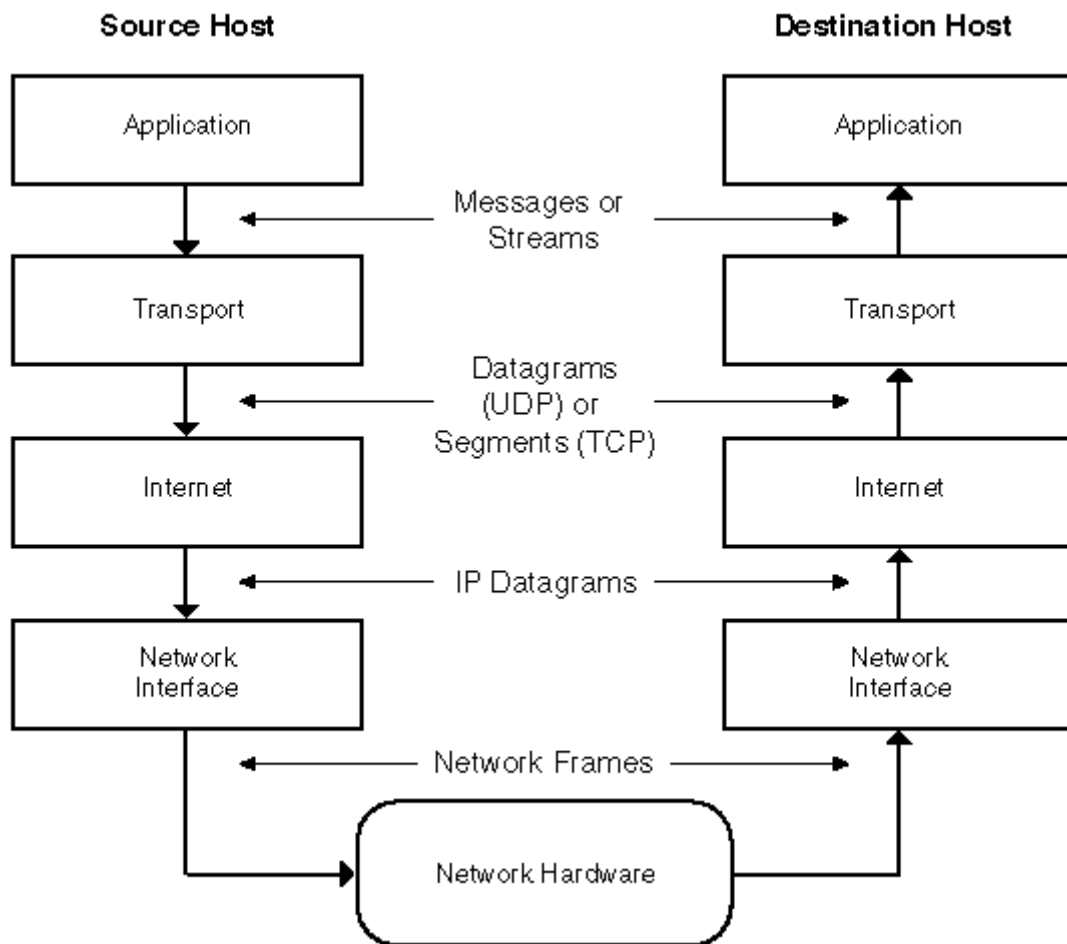 Source Host
Destination Host
Application
Application
Messages or
Streams
Transport
Transport
Datagrams
(UDP) or
Segments (TCP)
Internet
Internet
IP Datagrams
Network
Interface
Network
Interface
Network Frames
Network Hardware